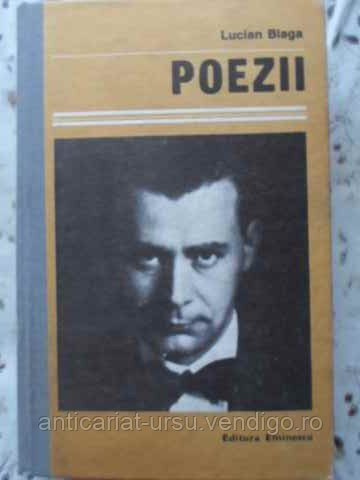 Lucian Blaga
POEZII
anticariat-ursu.vendigo.ro
Editura Eminescu